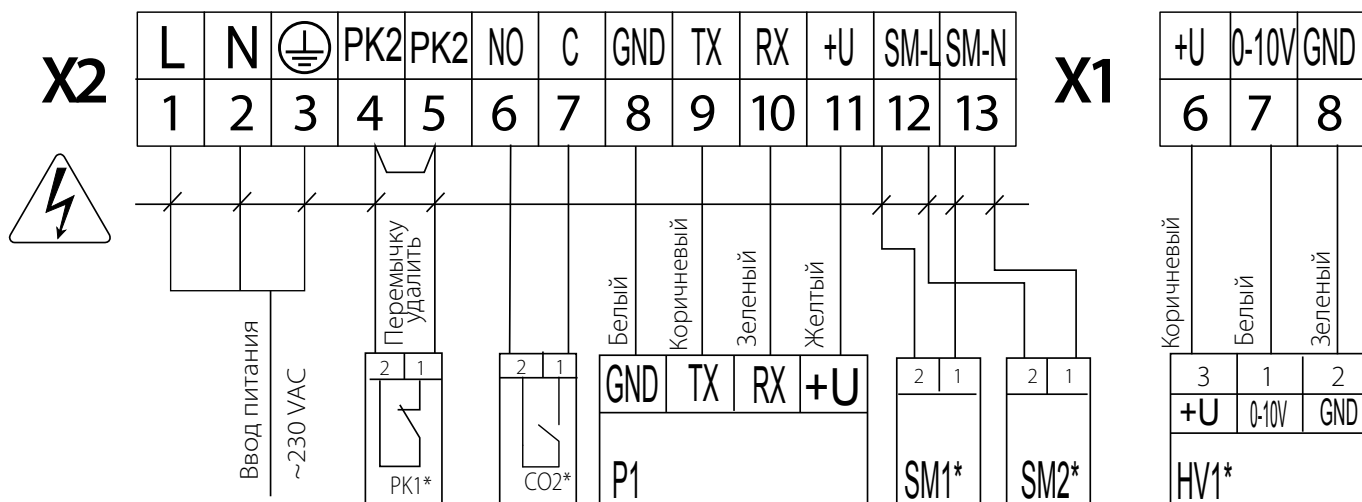 X2
L N PK2 PK2 NO C GND TX RX +U SM-L SM-N
1 2 3 4 5 6 7 8 9 10 11 12 13
X1
+U 0-10V GND
6 7 8
Ввод питания
~230 VAC
Перемычку
удалить
Белый
Коричневый
Зеленый
Желтый
Коричневый
Белый
Зеленый
2 1
PK1*
2 1
CO2*
GND TX RX +U
P1
2 1
SM1*
2 1
SM2*
3 1 2
+U 0-10V GND
HV1*